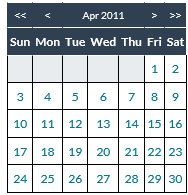 << < Apr 2011 > >>
Sun Mon Tue Wed Thu Fri Sat
1 2
3 4 5 6 7 8 9
10 11 12 13 14 15 16
17 18 19 20 21 22 23
24 25 26 27 28 29 30